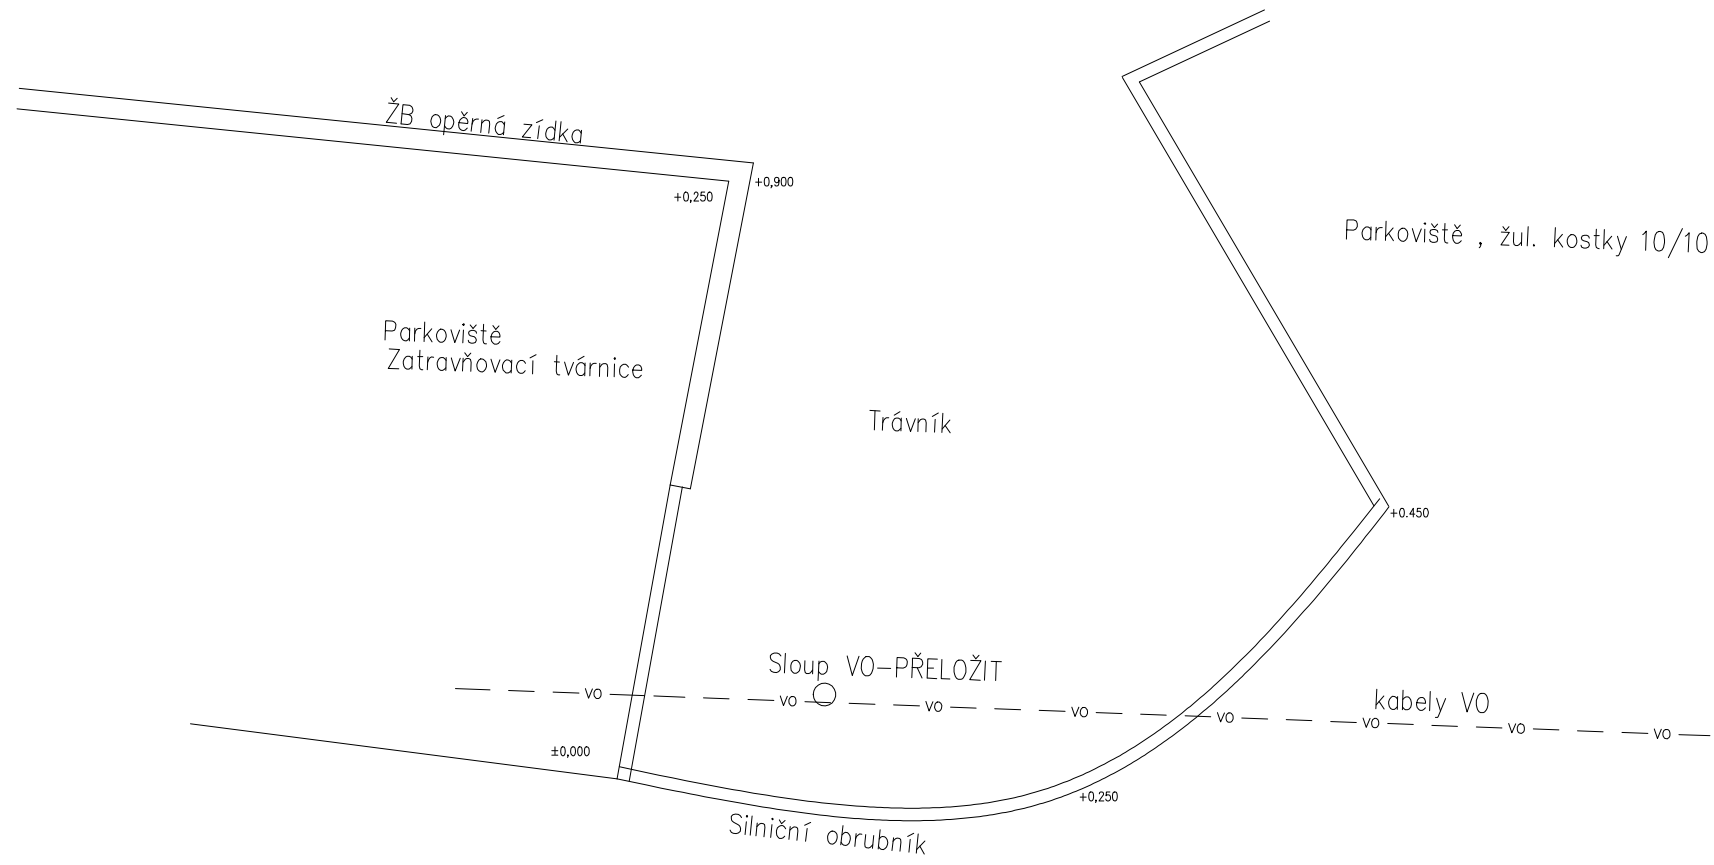 ŽB opěrná zídka
+0,900
+0,250
Parkoviště , žul. kostky 10/10
Parkoviště
Zatravňovací tvárnice
Trávník
+0.450
Sloup VO-PŘELOŽIT
kabely VO
VO
VO
VO
VO
VO
VO
VO
VO
±0,000
+0,250
Silniční obrubník